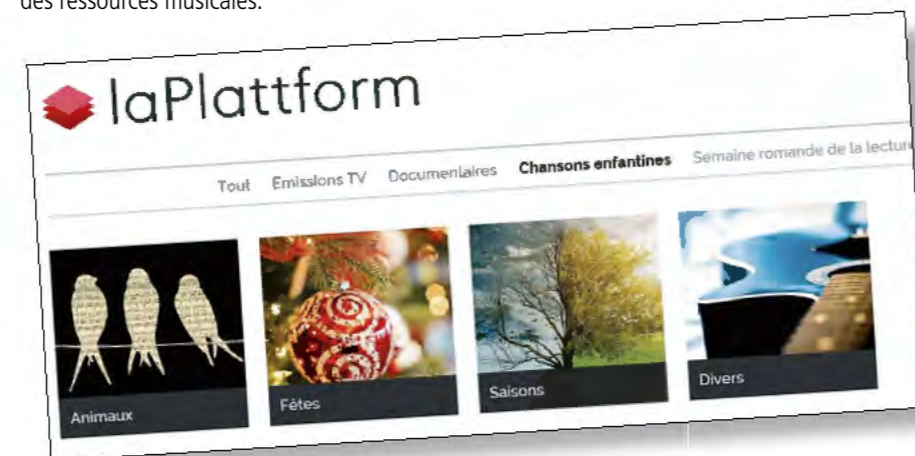 des ressources musicales.
laPlattform
Tout Emissions TV Documentaires Chansons enfantines Semaine romande de la lecture
Animaux
Fêtes
Saisons
Divers